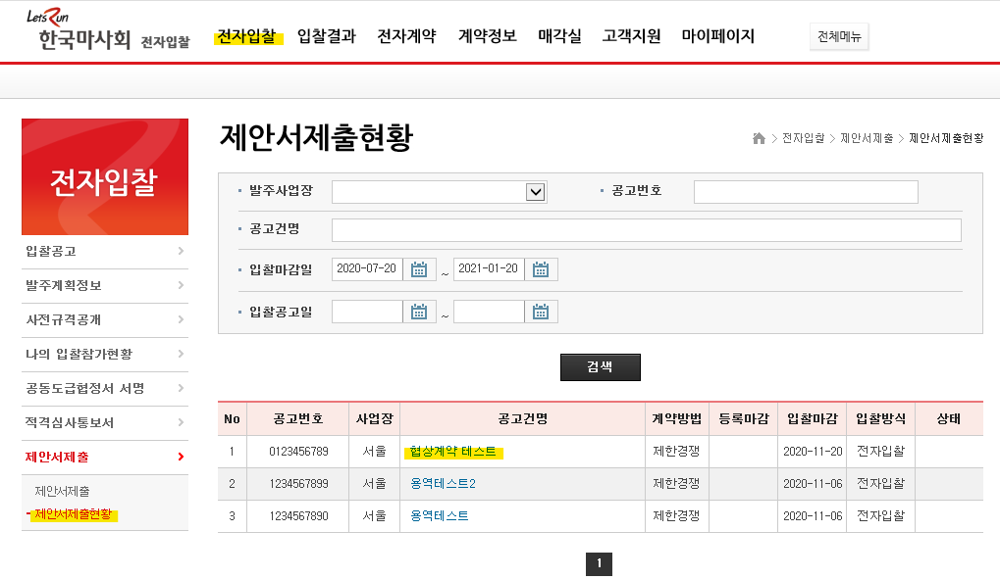 Let'sRun
한국마사회 전자입찰 전자입찰 입찰결과 전자계약 계약정보 매각실 고객지원 마이페이지 전체메뉴
제안서제출현황
전자입찰 > 제안서제출 > 제안서제출현황
전자입찰
입찰공고
발주계획정보
사전규격공개
나의 입찰참가현황
공동도급협정서 서명
적격심사통보서
제안서제출
제안서제출
제안서제출현황
발주사업장 공고번호
공고건명
입찰마감일 2020-07-20 ~ 2021-01-20
입찰공고일 ~
검색
No 공고번호 사업장 공고건명 계약방법 등록마감 입찰마감 입찰방식 상태
1 0123456789 서울 협상계약 테스트 제한경쟁 2020-11-20 전자입찰
2 1234567899 서울 용역테스트2 제한경쟁 2020-11-06 전자입찰
3 1234567890 서울 용역테스트 제한경쟁 2020-11-06 전자입찰
1